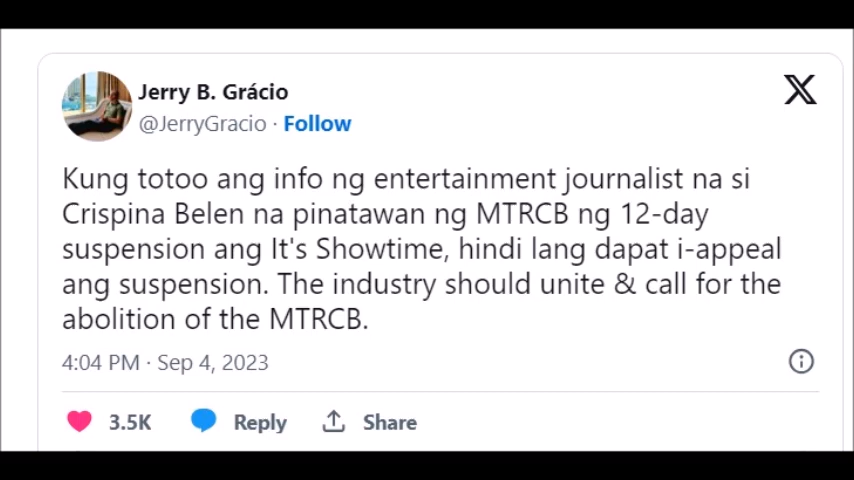 Jerry B. Grácio
@JerryGracio · Follow
Kung totoo ang info ng entertainment journalist na si
Crispina Belen na pinatawan ng MTRCB ng 12-day
suspension ang It's Showtime, hindi lang dapat i-appeal
ang suspension. The industry should unite & call for the
abolition of the MTRCB.
4:04 PM · Sep 4, 2023
3.5K Reply Share